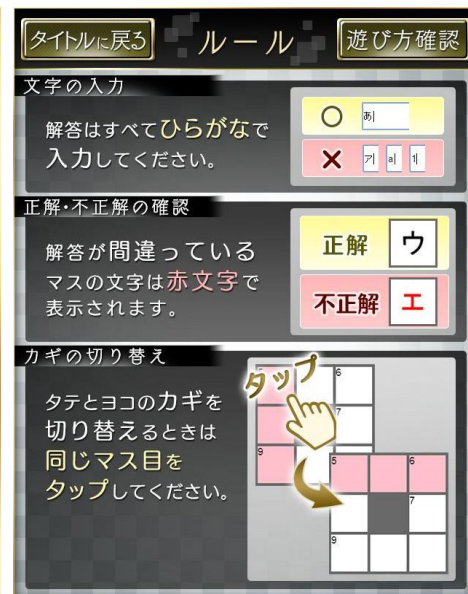 タイトルに戻る
ルール
遊び方確認
文字の入力
解答はすべてひらがなで
入力してください。
○ あ
× ア a 1
正解・不正解の確認
解答が間違っている
マスの文字は赤文字で
表示されます。
正解 ウ
不正解 エ
カギの切り替え
タテとヨコのカギを
切り替えるときは
同じマス目を
タップしてください。
タップ
6
7
9
5 6
7
9